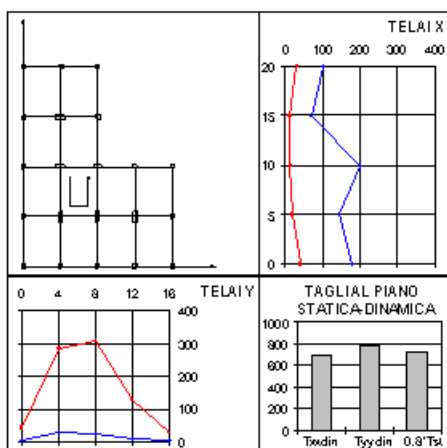 TELAI X
0 100 200 300 400
20
15
10
5
0
TELAI Y
0 4 8 12 16
400
300
200
100
0
TAGLI AL PIANO
STATICA-DINAMICA
1000
800
600
400
200
0
Txxdin Tyydin 0.8*Tst